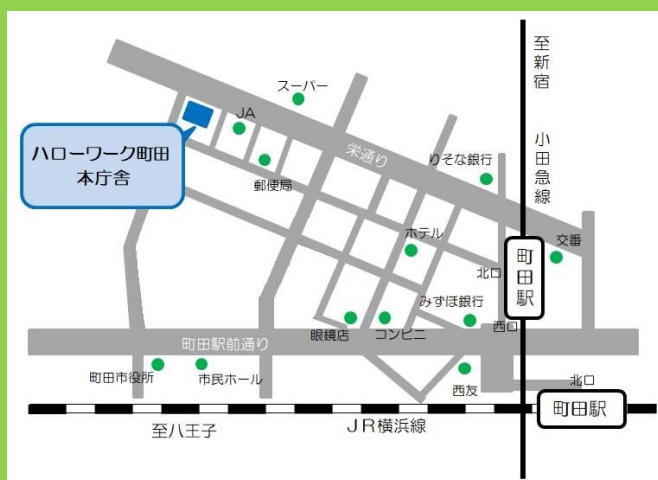 至新宿
小田急線
スーパー
JA
ハローワーク町田
本庁舎
郵便局
栄通り
りそな銀行
ホテル
交番
町田駅
北口
みずほ銀行
西口
眼鏡店
コンビニ
町田駅前通り
町田市役所
市民ホール
西友
北口
町田駅
至八王子
JR横浜線